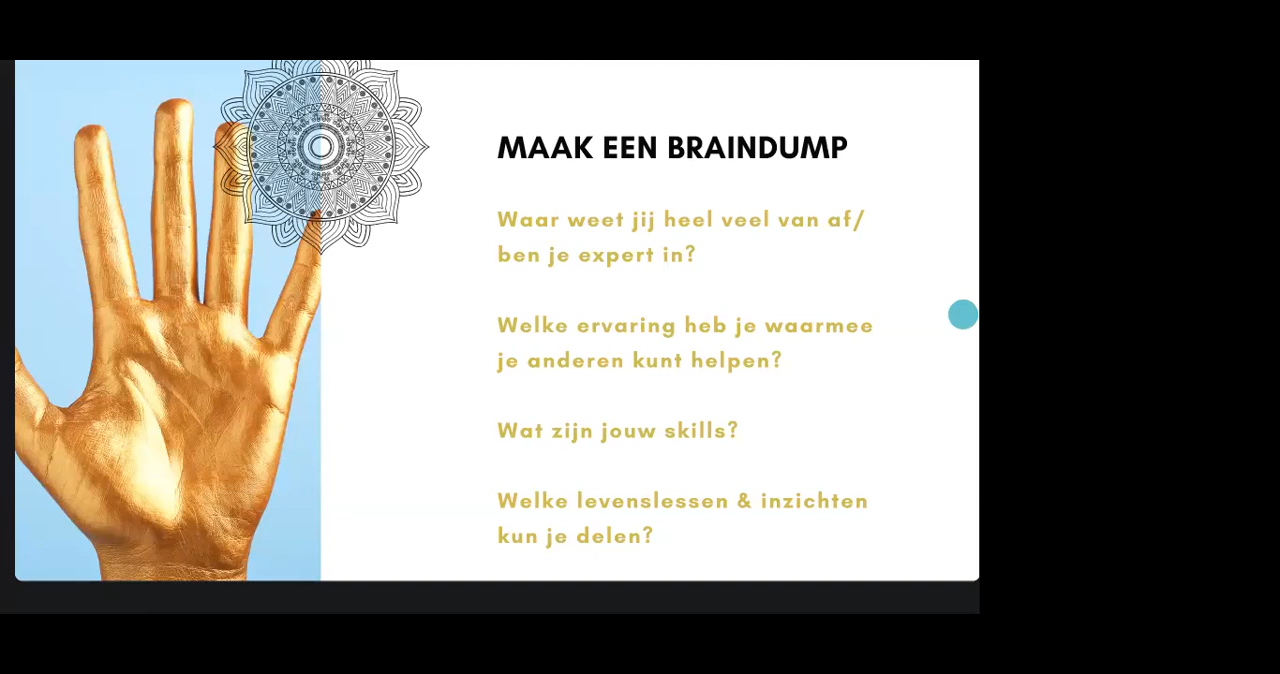 MAAK EEN BRAINDUMP
Waar weet jij heel veel van af/
ben je expert in?
Welke ervaring heb je waarmee
je anderen kunt helpen?
Wat zijn jouw skills?
Welke levenslessen & inzichten
kun je delen?